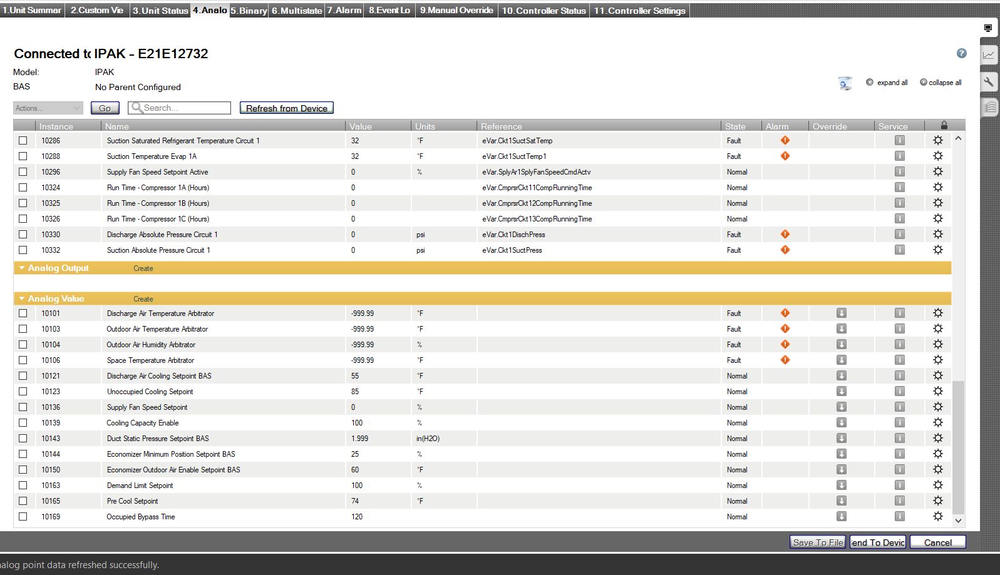 1.Unit Summar 2.Custom Vie 3.Unit Status 4.Analo 5.Binary 6.Multistate 7.Alarm 8.Event Lo 9.Manual Override 10.Controller Status 11.Controller Settings
Connected to IPAK - E21E12732
Model: IPAK
BAS No Parent Configured
expand all collapse all
Actions... Go Search... Refresh from Device
Instance Name Value Units Reference State Alarm Override Service
10286 Suction Saturated Refrigerant Temperature Circuit 1 32 °F eVar.Ckt1SuctSatTemp Fault
10288 Suction Temperature Evap 1A 32 °F eVar.Ckt1SuctTemp1 Fault
10296 Supply Fan Speed Setpoint Active 0 % eVar.SplyAr1SplyFanSpeedCmdActv Normal
10324 Run Time - Compressor 1A (Hours) 0 eVar.CmprsrCkt11CompRunningTime Normal
10325 Run Time - Compressor 1B (Hours) 0 eVar.CmprsrCkt12CompRunningTime Normal
10326 Run Time - Compressor 1C (Hours) 0 eVar.CmprsrCkt13CompRunningTime Normal
10330 Discharge Absolute Pressure Circuit 1 0 psi eVar.Ckt1DischPress Fault
10332 Suction Absolute Pressure Circuit 1 0 psi eVar.Ckt1SuctPress Fault
Analog Output Create
Analog Value Create
10101 Discharge Air Temperature Arbitrator -999.99 °F Fault
10103 Outdoor Air Temperature Arbitrator -999.99 °F Fault
10104 Outdoor Air Humidity Arbitrator -999.99 % Fault
10106 Space Temperature Arbitrator -999.99 °F Fault
10121 Discharge Air Cooling Setpoint BAS 55 °F Normal
10123 Unoccupied Cooling Setpoint 85 °F Normal
10136 Supply Fan Speed Setpoint 0 % Normal
10139 Cooling Capacity Enable 100 % Normal
10143 Duct Static Pressure Setpoint BAS 1.999 in(H2O) Normal
10144 Economizer Minimum Position Setpoint BAS 25 % Normal
10150 Economizer Outdoor Air Enable Setpoint BAS 60 °F Normal
10163 Demand Limit Setpoint 100 % Normal
10165 Pre Cool Setpoint 74 °F Normal
10169 Occupied Bypass Time 120 Normal
Save To File end To Devic Cancel
nalog point data refreshed successfully.